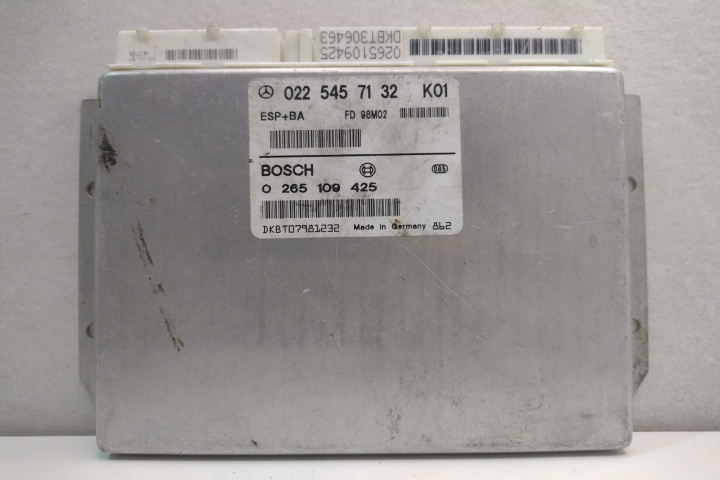 0265109425
DKBT306463
022 545 71 32 K01
ESP+BA FD 98M02
BOSCH 085
0 265 109 425
DKBT07981232 Made in Germany 862